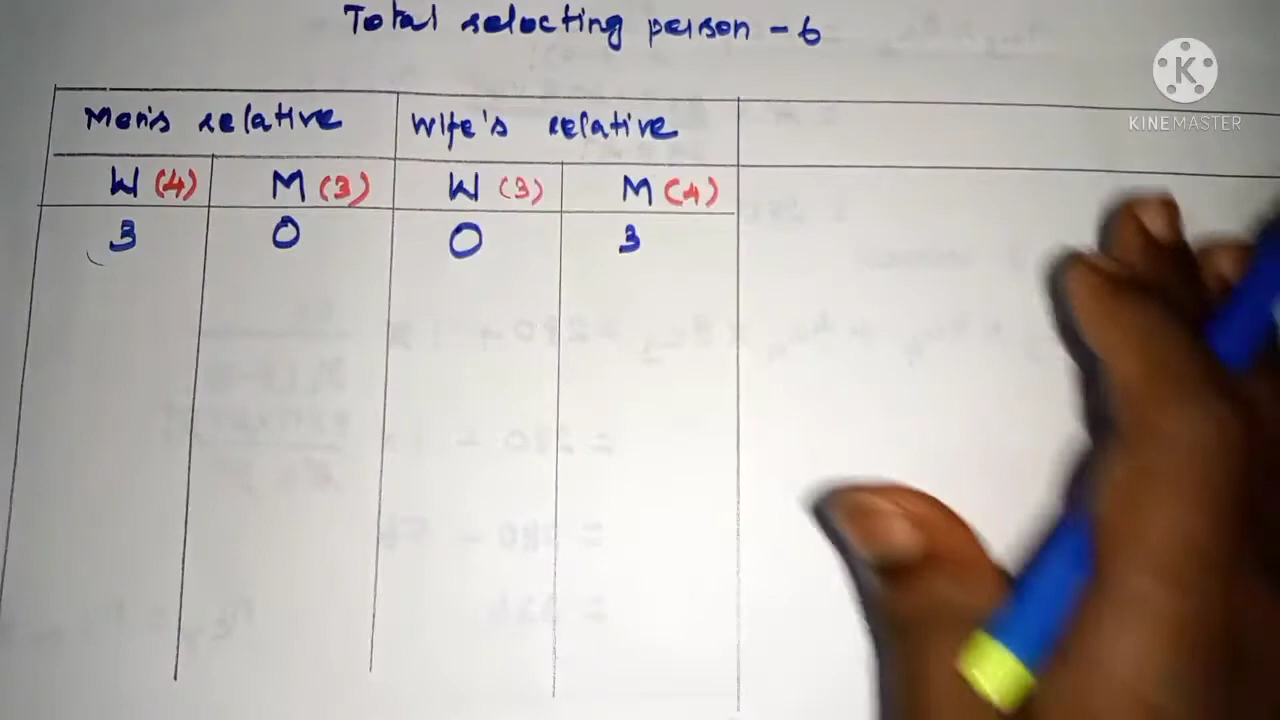 Total selecting person - 6
KINEMASTER
Men's relative Wife's relative
W (4) M (3) W (3) M (4)
3 0 0 3